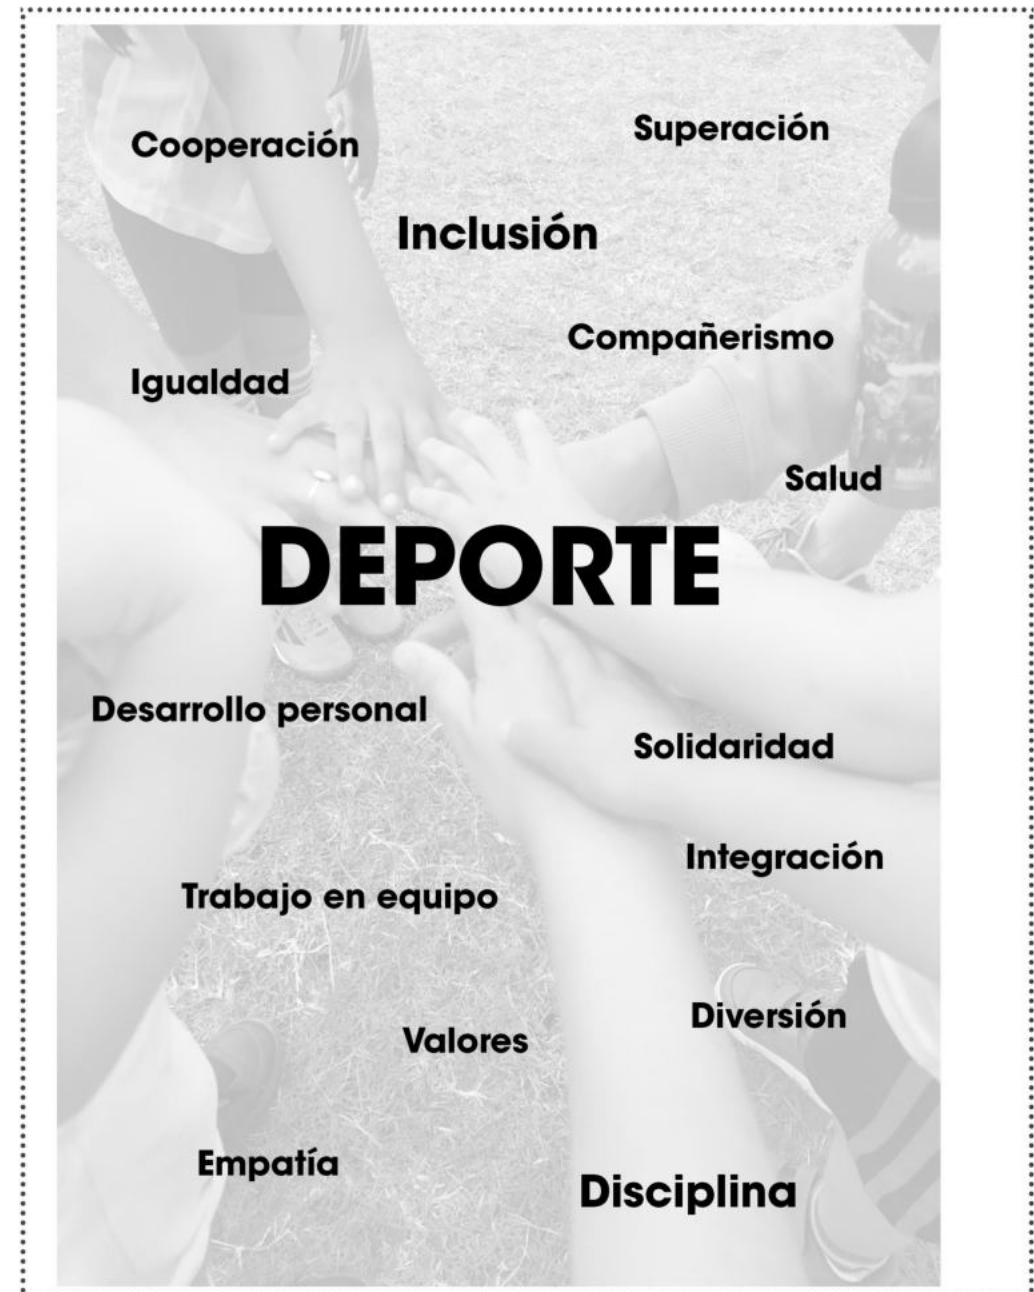 Cooperación
Superación
Inclusión
Compañerismo
Igualdad
Salud
DEPORTE
Desarrollo personal
Solidaridad
Integración
Trabajo en equipo
Diversión
Valores
Empatía
Disciplina